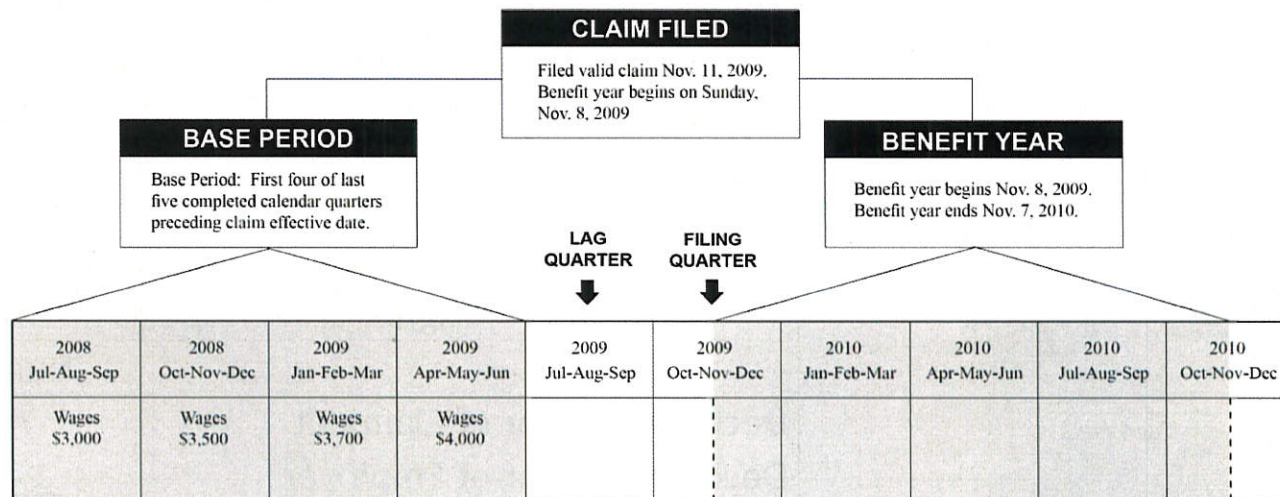 CLAIM FILED
Filed valid claim Nov. 11, 2009.
Benefit year begins on Sunday,
Nov. 8, 2009
BASE PERIOD
Base Period: First four of last
five completed calendar quarters
preceding claim effective date.
BENEFIT YEAR
Benefit year begins Nov. 8, 2009.
Benefit year ends Nov. 7, 2010.
LAG
QUARTER
FILING
QUARTER
2008
Jul-Aug-Sep
2008
Oct-Nov-Dec
2009
Jan-Feb-Mar
2009
Apr-May-Jun
2009
Jul-Aug-Sep
2009
Oct-Nov-Dec
2010
Jan-Feb-Mar
2010
Apr-May-Jun
2010
Jul-Aug-Sep
2010
Oct-Nov-Dec
Wages
$3,000
Wages
$3,500
Wages
$3,700
Wages
$4,000